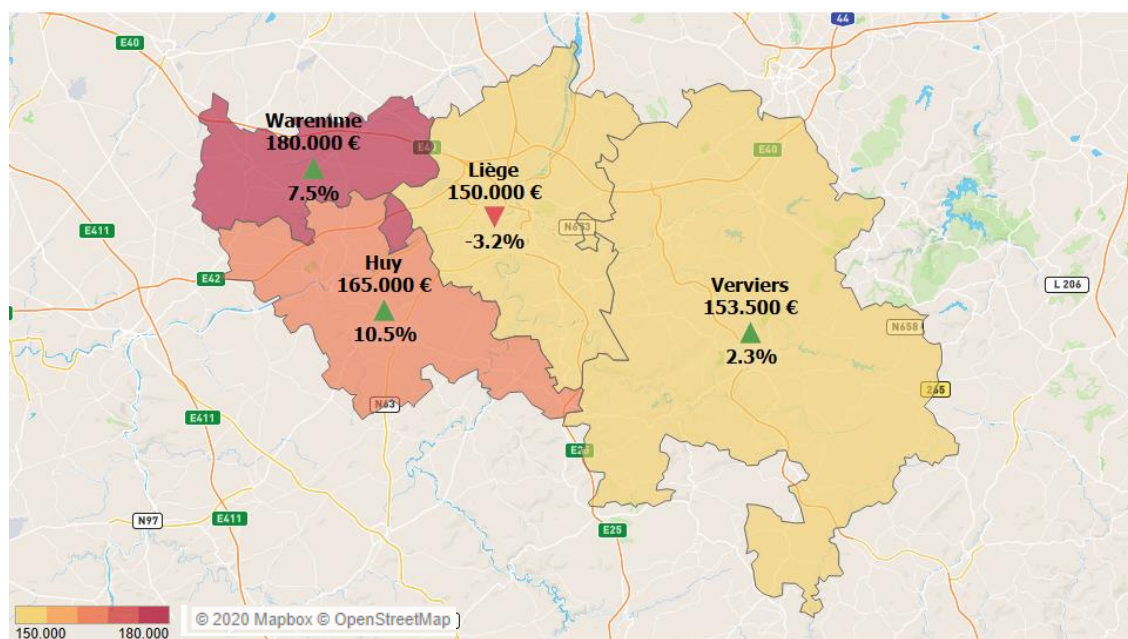 44
E40
Waremme
180.000 €
7.5%
E40
Liège
150.000 €
-3.2%
E40
N653
E411
Huy
165.000 €
10.5%
E42
Verviers
153.500 €
2.3%
L 206
N658
265
N63
E411
E25
N97
E411
E25
150.000
180.000
© 2020 Mapbox © OpenStreetMap